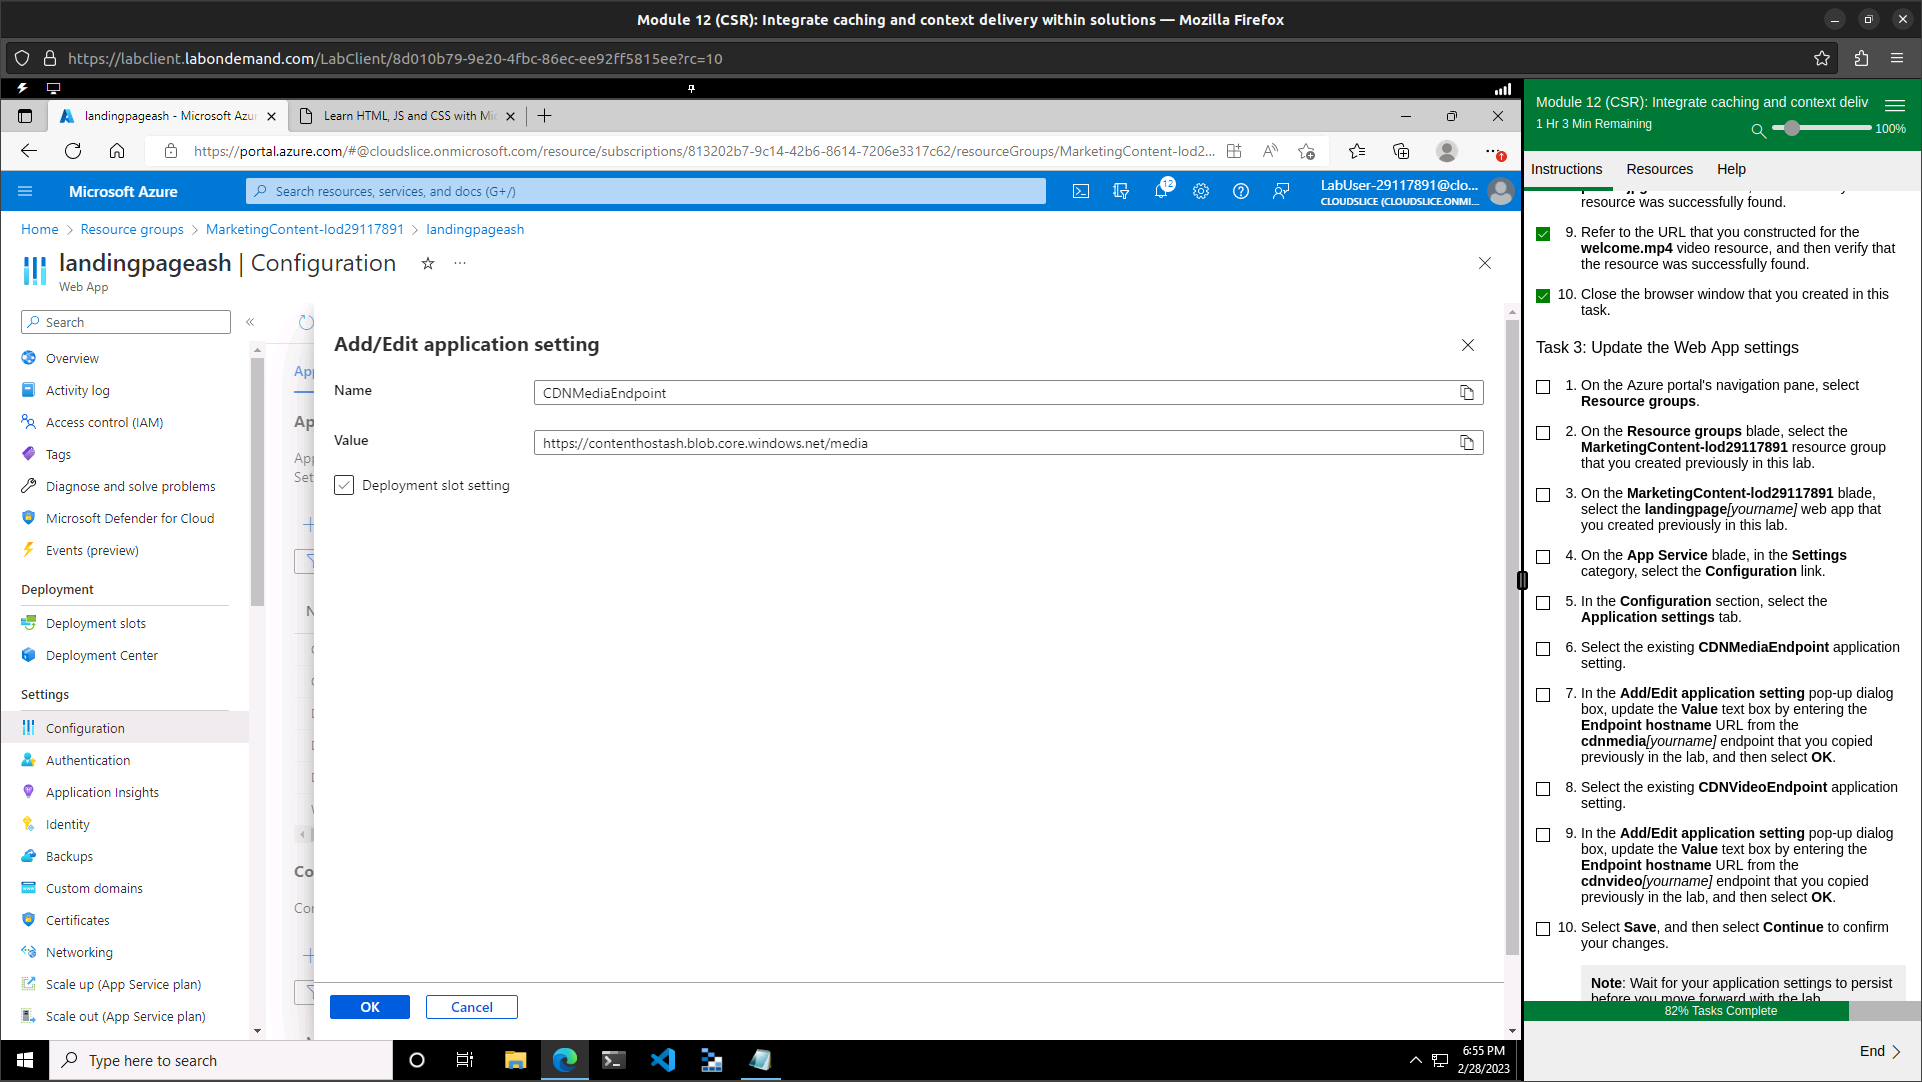 Module 12 (CSR): Integrate caching and context delivery within solutions — Mozilla Firefox
https://labclient.labondemand.com/LabClient/8d010b79-9e20-4fbc-86ec-ee92ff5815ee?rc=10
landingpageash - Microsoft Azur
Learn HTML, JS and CSS with Mic
https://portal.azure.com/#@cloudslice.onmicrosoft.com/resource/subscriptions/813202b7-9c14-42b6-8614-7206e3317c62/resourceGroups/MarketingContent-lod2...
Microsoft Azure
Search resources, services, and docs (G+/)
12
LabUser-29117891@clo...
CLOUDSLICE (CLOUDSLICE.ONMI...
Home > Resource groups > MarketingContent-lod29117891 > landingpageash
landingpageash | Configuration
Web App
Search
Overview
Activity log
Access control (IAM)
Tags
Diagnose and solve problems
Microsoft Defender for Cloud
Events (preview)
Deployment
Deployment slots
Deployment Center
Settings
Configuration
Authentication
Application Insights
Identity
Backups
Custom domains
Certificates
Networking
Scale up (App Service plan)
Scale out (App Service plan)
App
Ap
App
Set
Co
Con
Add/Edit application setting
Name
CDNMediaEndpoint
Value
https://contenthostash.blob.core.windows.net/media
Deployment slot setting
OK
Cancel
Type here to search
6:55 PM
2/28/2023
Module 12 (CSR): Integrate caching and context deliv
1 Hr 3 Min Remaining
100%
Instructions
Resources
Help
resource was successfully found.
9. Refer to the URL that you constructed for the
welcome.mp4 video resource, and then verify that
the resource was successfully found.
10. Close the browser window that you created in this
task.
Task 3: Update the Web App settings
1. On the Azure portal's navigation pane, select
Resource groups.
2. On the Resource groups blade, select the
MarketingContent-lod29117891 resource group
that you created previously in this lab.
3. On the MarketingContent-lod29117891 blade,
select the landingpage[yourname] web app that
you created previously in this lab.
4. On the App Service blade, in the Settings
category, select the Configuration link.
5. In the Configuration section, select the
Application settings tab.
6. Select the existing CDNMediaEndpoint application
setting.
7. In the Add/Edit application setting pop-up dialog
box, update the Value text box by entering the
Endpoint hostname URL from the
cdnmedia[yourname] endpoint that you copied
previously in the lab, and then select OK.
8. Select the existing CDNVideoEndpoint application
setting.
9. In the Add/Edit application setting pop-up dialog
box, update the Value text box by entering the
Endpoint hostname URL from the
cdnvideo[yourname] endpoint that you copied
previously in the lab, and then select OK.
10. Select Save, and then select Continue to confirm
your changes.
Note: Wait for your application settings to persist
before you move forward with the lab
82% Tasks Complete
End